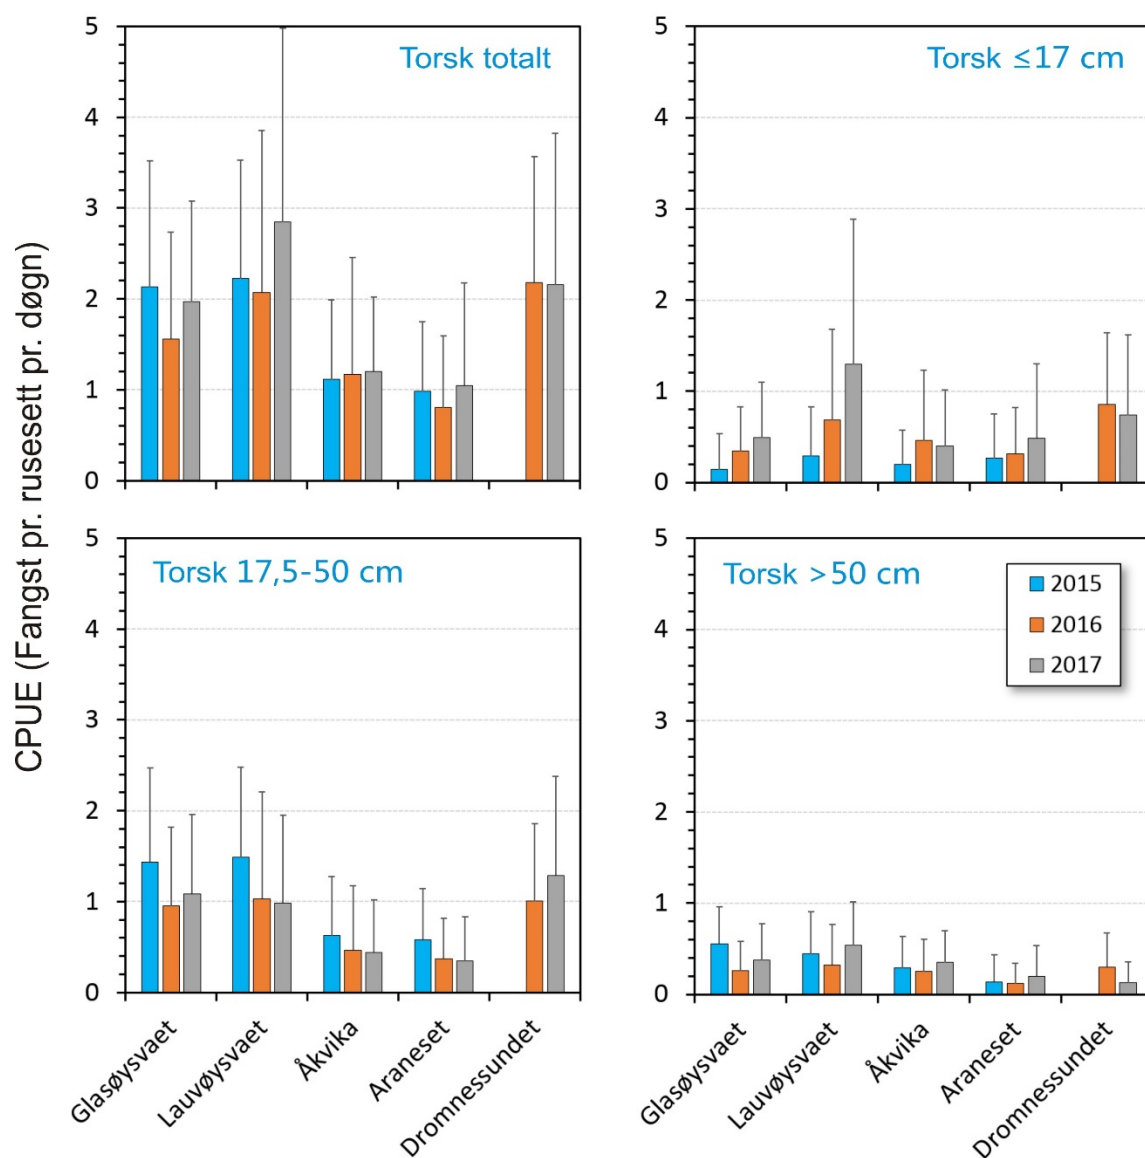 CPUE (Fangst pr. rusesett pr. døgn)
Torsk totalt
5
4
3
2
1
0
Torsk ≤17 cm
5
4
3
2
1
0
Torsk 17,5-50 cm
5
4
3
2
1
0
Glasøysvaet
Lauvøysvaet
Åkvika
Araneset
Dromnessundet
Torsk >50 cm
5
4
3
2
1
0
2015
2016
2017
Glasøysvaet
Lauvøysvaet
Åkvika
Araneset
Dromnessundet